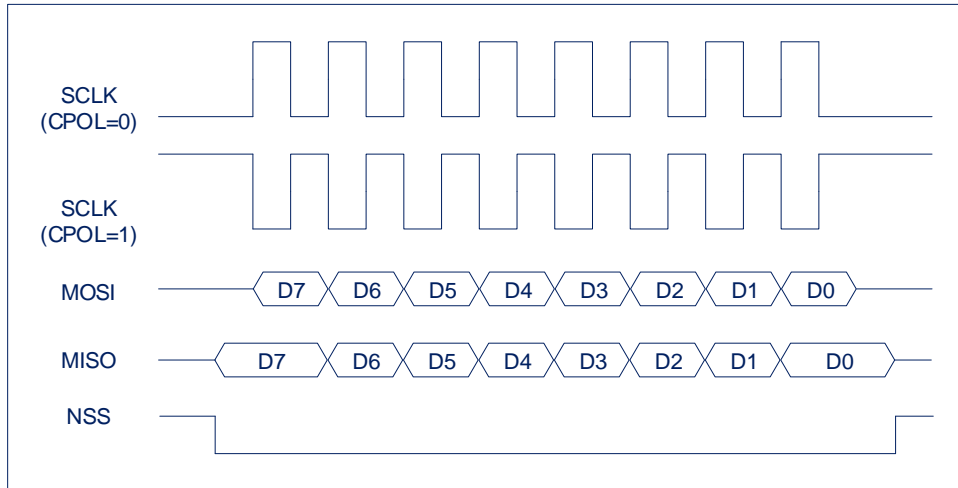 SCLK
(CPOL=0)
SCLK
(CPOL=1)
MOSI
D7 D6 D5 D4 D3 D2 D1 D0
MISO
D7 D6 D5 D4 D3 D2 D1 D0
NSS